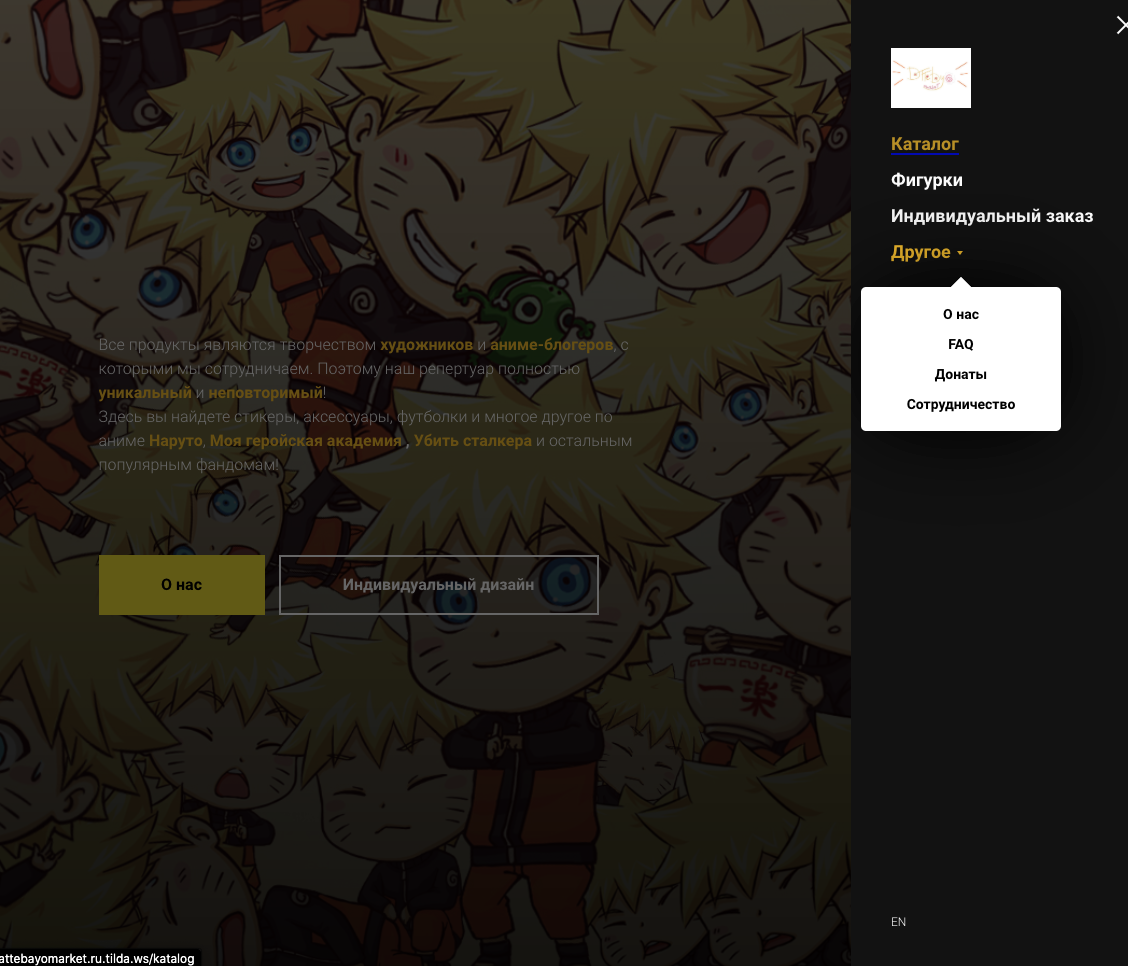 Каталог
Фигурки
Индивидуальный заказ
Другое
О нас
FAQ
Донаты
Сотрудничество
Все продукты являются творчеством художников и аниме-блогеров, с
которыми мы сотрудничаем. Поэтому наш репертуар полностью
уникальный и неповторимый!
Здесь вы найдете стикеры, аксессуары, футболки и многое другое по
аниме Наруто, Моя геройская академия , Убить сталкера и остальным
популярным фандомам!
О нас
Индивидуальный дизайн
一楽
EN
attebayomarket.ru.tilda.ws/katalog